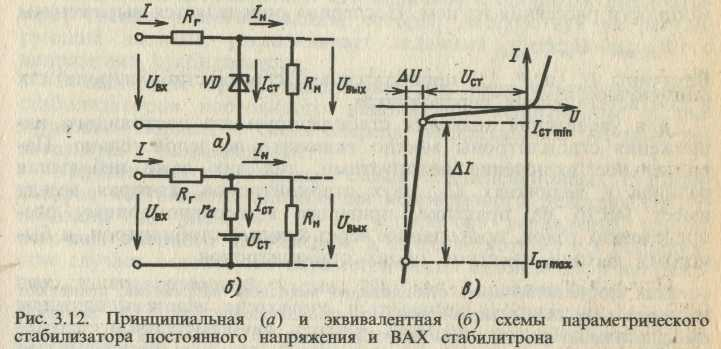 I
Rг
Iн
Uвх
VD
Iст
Rн
Uвых
а)
Iн
Rг
rд
Iст
Uст
Uвх
Rн
Uвых
б)
I
ΔU
Uст
U
Iст min
ΔI
Iст max
в)
Рис. 3.12. Принципиальная (а) и эквивалентная (б) схемы параметрического
стабилизатора постоянного напряжения и ВАХ стабилитрона